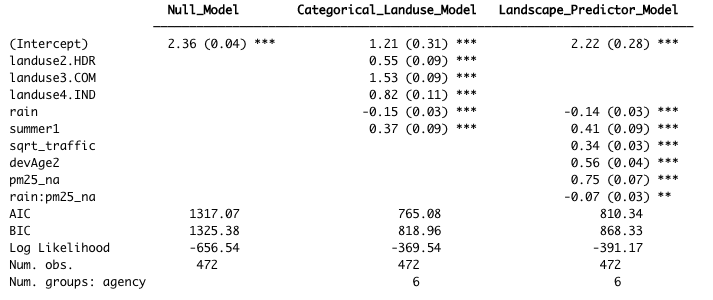 Null_Model Categorical_Landuse_Model Landscape_Predictor_Model
(Intercept) 2.36 (0.04) *** 1.21 (0.31) *** 2.22 (0.28) ***
landuse2.HDR 0.55 (0.09) ***
landuse3.COM 1.53 (0.09) ***
landuse4.IND 0.82 (0.11) ***
rain -0.15 (0.03) *** -0.14 (0.03) ***
summer1 0.37 (0.09) *** 0.41 (0.09) ***
sqrt_traffic 0.34 (0.03) ***
devAge2 0.56 (0.04) ***
pm25_na 0.75 (0.07) ***
rain:pm25_na -0.07 (0.03) **
AIC 1317.07 765.08 810.34
BIC 1325.38 818.96 868.33
Log Likelihood -656.54 -369.54 -391.17
Num. obs. 472 472 472
Num. groups: agency 6 6